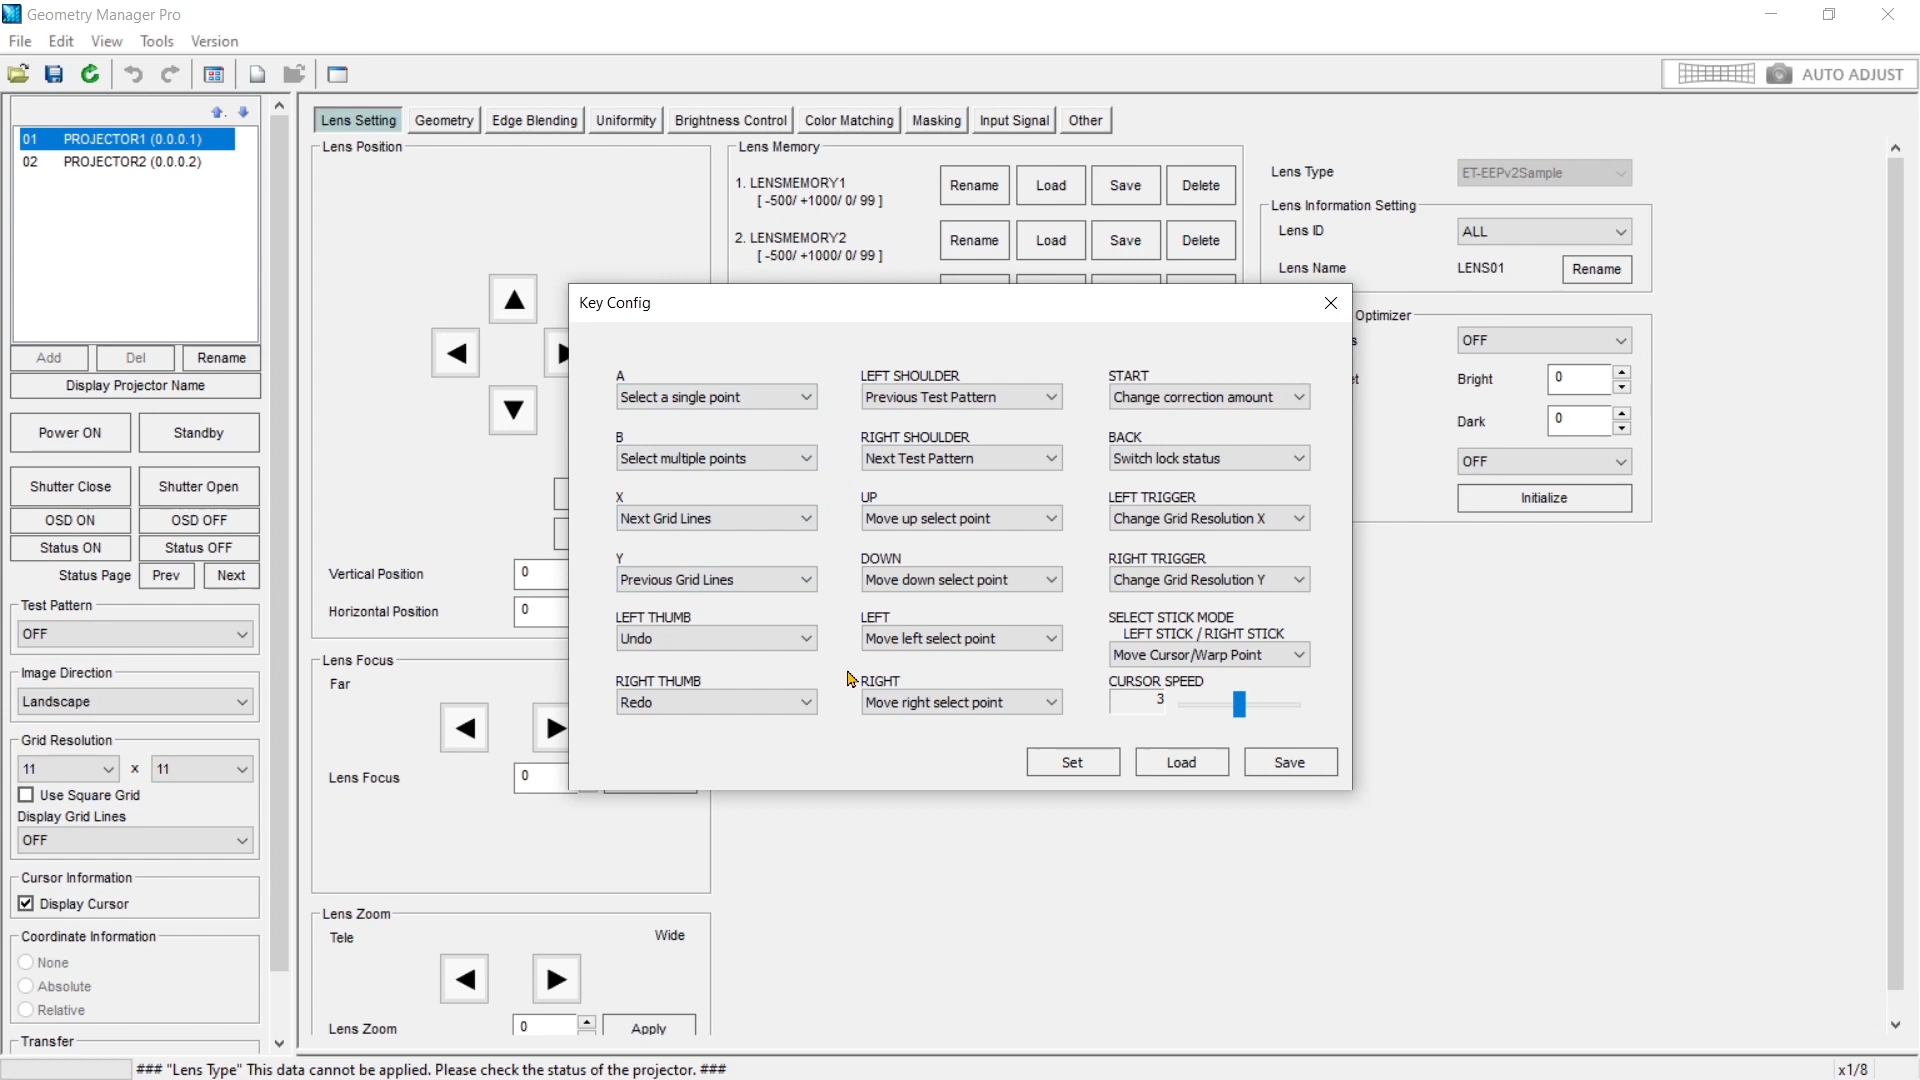 Geometry Manager Pro
File Edit View Tools Version
AUTO ADJUST
01 PROJECTOR1 (0.0.0.1)
02 PROJECTOR2 (0.0.0.2)
Add Del Rename
Display Projector Name
Power ON Standby
Shutter Close Shutter Open
OSD ON OSD OFF
Status ON Status OFF
Status Page Prev Next
Test Pattern
OFF
Image Direction
Landscape
Grid Resolution
11 x 11
Use Square Grid
Display Grid Lines
OFF
Cursor Information
Display Cursor
Coordinate Information
None
Absolute
Relative
Transfer
Lens Setting Geometry Edge Blending Uniformity Brightness Control Color Matching Masking Input Signal Other
Lens Position
Vertical Position 0
Horizontal Position 0
Lens Focus
Far
Lens Focus 0
Lens Zoom
Tele Wide
Lens Zoom 0 Apply
Lens Memory
1. LENSMEMORY1
[ -500/ +1000/ 0/ 99 ]
Rename Load Save Delete
2. LENSMEMORY2
[ -500/ +1000/ 0/ 99 ]
Rename Load Save Delete
Lens Type ET-EEPv2Sample
Lens Information Setting
Lens ID ALL
Lens Name LENS01 Rename
Optimizer
OFF
Bright 0
Dark 0
OFF
Initialize
Key Config
A
Select a single point
B
Select multiple points
X
Next Grid Lines
Y
Previous Grid Lines
LEFT THUMB
Undo
RIGHT THUMB
Redo
LEFT SHOULDER
Previous Test Pattern
RIGHT SHOULDER
Next Test Pattern
UP
Move up select point
DOWN
Move down select point
LEFT
Move left select point
RIGHT
Move right select point
START
Change correction amount
BACK
Switch lock status
LEFT TRIGGER
Change Grid Resolution X
RIGHT TRIGGER
Change Grid Resolution Y
SELECT STICK MODE
LEFT STICK / RIGHT STICK
Move Cursor/Warp Point
CURSOR SPEED
3
Set Load Save
### "Lens Type" This data cannot be applied. Please check the status of the projector. ###
x1/8